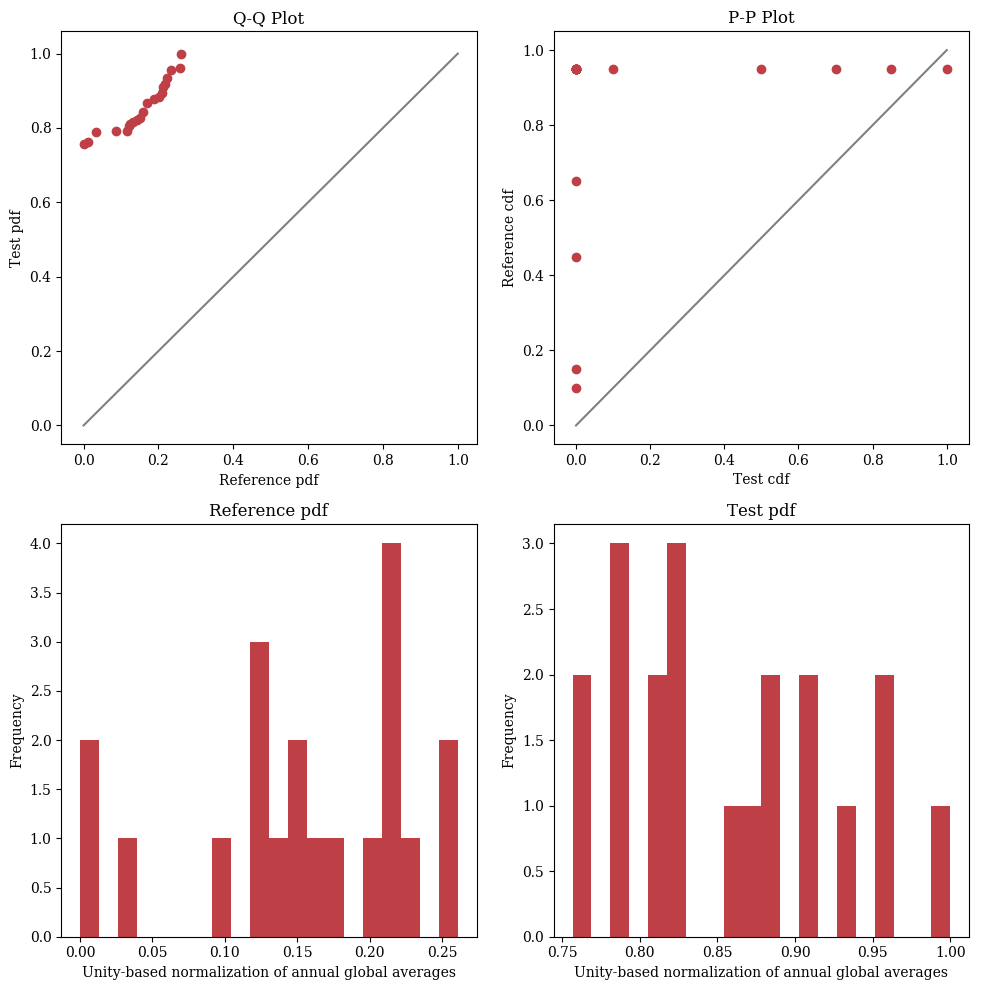 Q-Q Plot
1.0
0.8
0.6
0.4
0.2
0.0
Test pdf
0.0 0.2 0.4 0.6 0.8 1.0
Reference pdf
P-P Plot
1.0
0.8
0.6
0.4
0.2
0.0
Reference cdf
0.0 0.2 0.4 0.6 0.8 1.0
Test cdf
Reference pdf
4.0
3.5
3.0
2.5
2.0
1.5
1.0
0.5
0.0
Frequency
0.00 0.05 0.10 0.15 0.20 0.25
Unity-based normalization of annual global averages
Test pdf
3.0
2.5
2.0
1.5
1.0
0.5
0.0
Frequency
0.75 0.80 0.85 0.90 0.95 1.00
Unity-based normalization of annual global averages